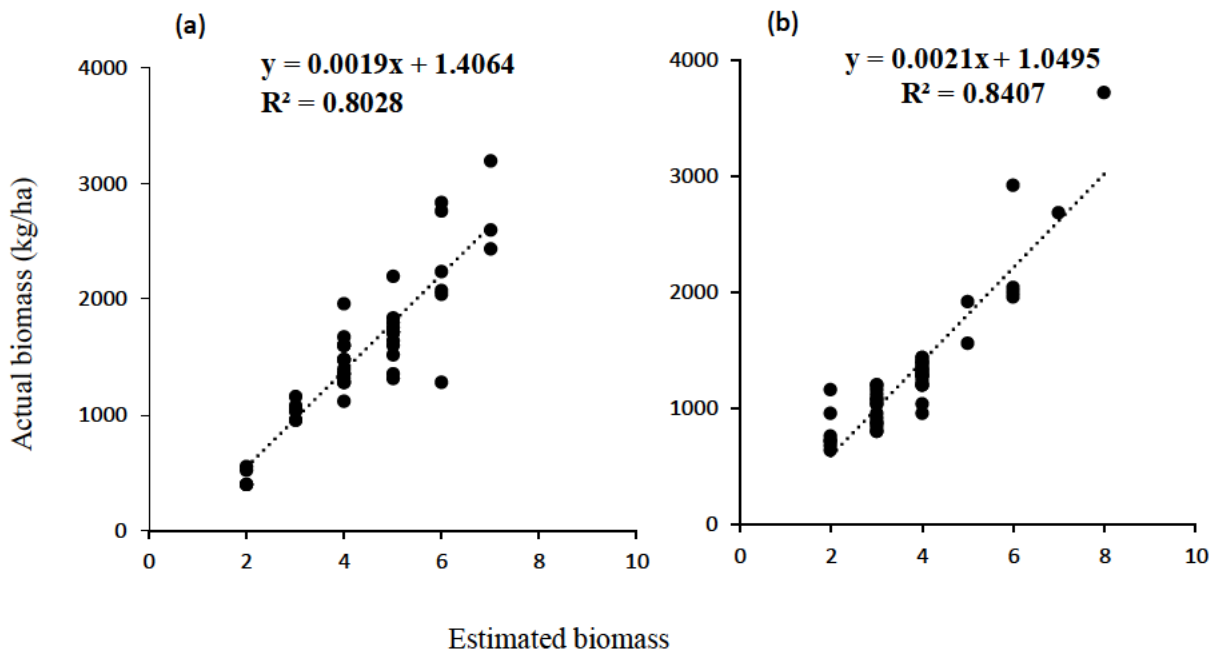 (a)
y = 0.0019x + 1.4064
R² = 0.8028
4000
3000
2000
1000
0
0 2 4 6 8 10
(b)
y = 0.0021x + 1.0495
R² = 0.8407
4000
3000
2000
1000
0
0 2 4 6 8 10
Actual biomass (kg/ha)
Estimated biomass